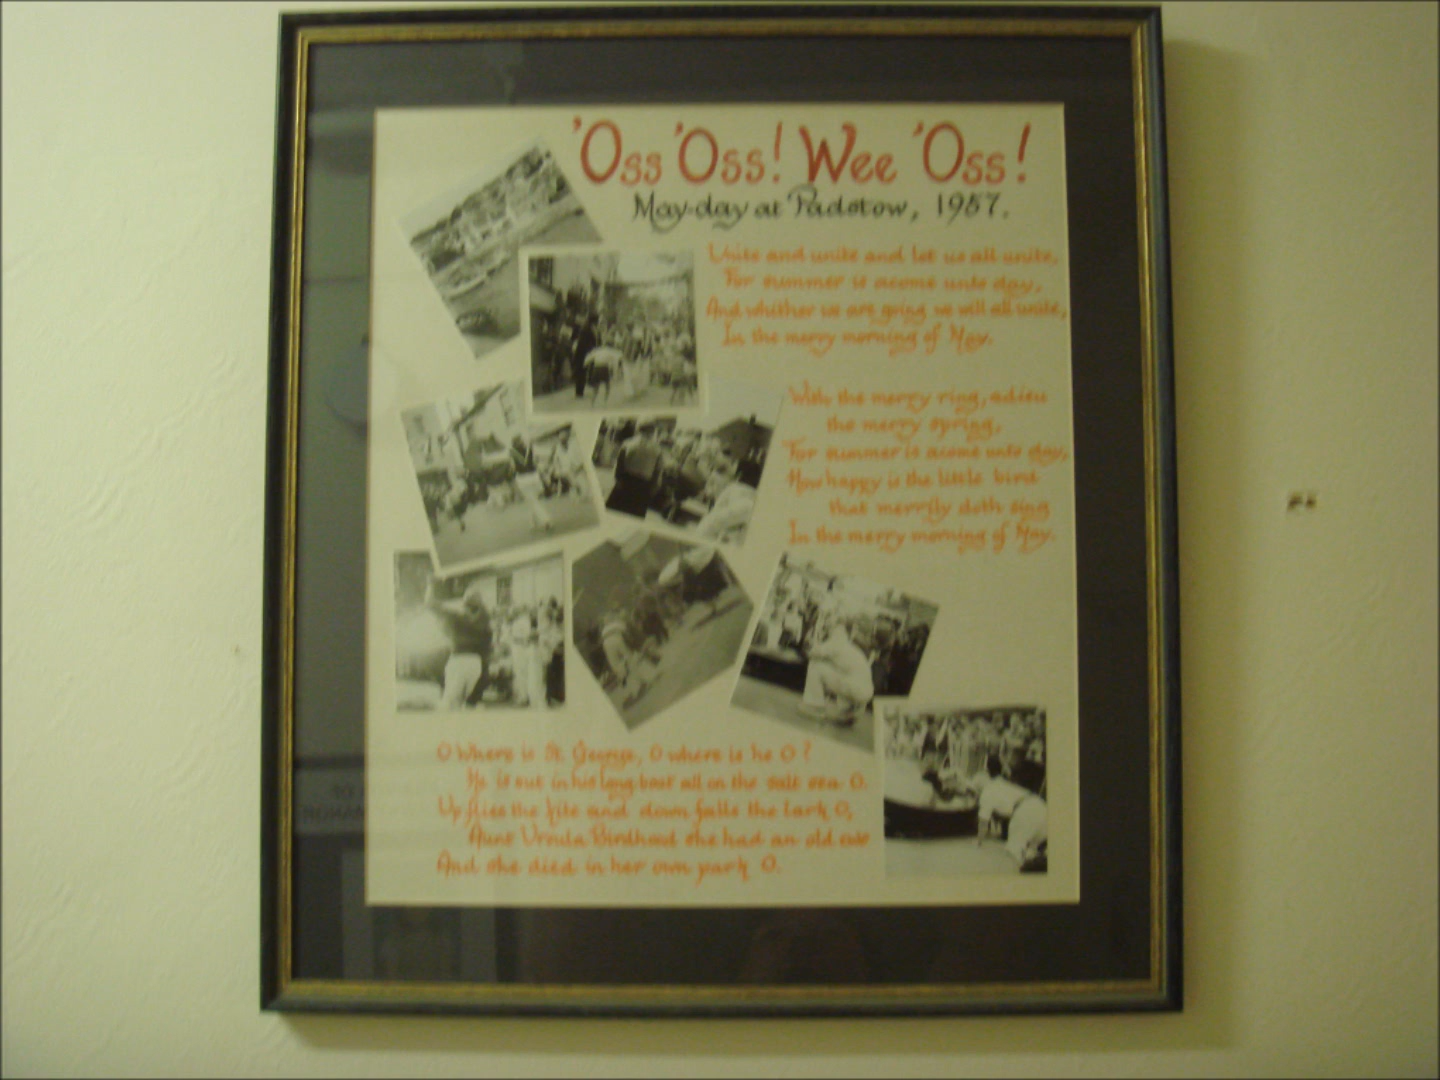 'Oss 'Oss! Wee 'Oss!
May-day at Padstow, 1957.
Unite and unite and let us all unite,
For summer is acome unto day,
And whither we are going we will all unite,
In the merry morning of May.
With the merry ring, adieu
the merry spring,
For summer is acome unto day,
How happy is the little bird
that merrily doth sing
In the merry morning of May.
O Where is St. George, O where is he O?
He is out in his long boat all on the salt sea O.
Up flies the kite and down falls the lark O,
Aunt Ursula Birdhood she had an old ewe
And she died in her own park O.